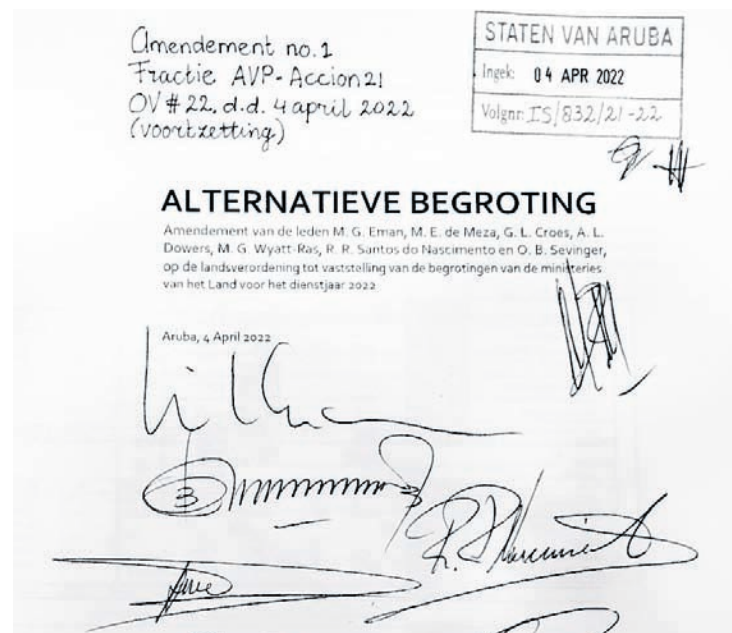 Amendement no.1
Fractie AVP-Accion 21
OV # 22. d.d. 4 april 2022
(voortzetting)
STATEN VAN ARUBA
Ingek: 04 APR 2022
Volgnr: IS/832/21-22
ALTERNATIEVE BEGROTING
Amendement van de leden M. G. Eman, M. E. de Meza, G. L. Croes, A. L.
Dowers, M. G. Wyatt-Ras, R. R. Santos do Nascimento en O. B. Sevinger,
op de landsverordening tot vaststelling van de begrotingen van de ministeries
van het Land voor het dienstjaar 2022
Aruba, 4 April 2022